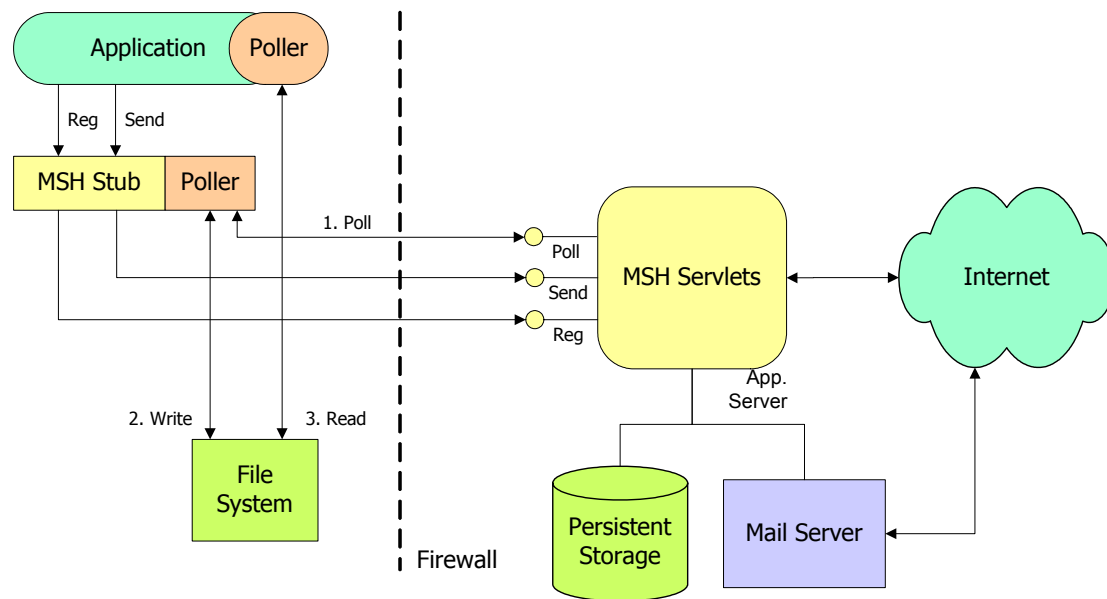 Application
Poller
Reg
Send
MSH Stub
Poller
1. Poll
Poll
Send
Reg
MSH Servlets
Internet
App.
Server
2. Write
3. Read
File
System
Persistent
Storage
Mail Server
Firewall